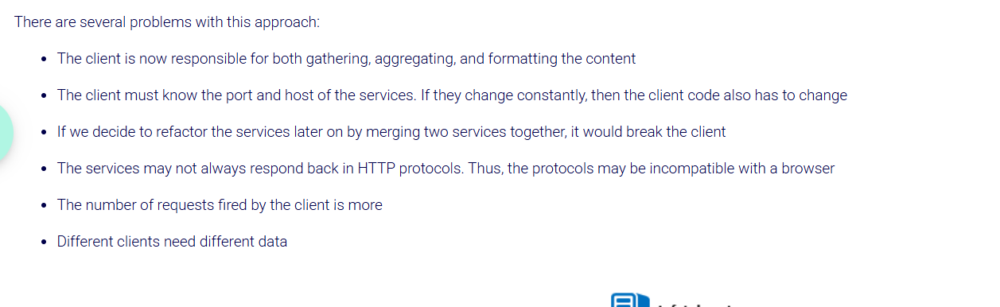 There are several problems with this approach:
• The client is now responsible for both gathering, aggregating, and formatting the content
• The client must know the port and host of the services. If they change constantly, then the client code also has to change
• If we decide to refactor the services later on by merging two services together, it would break the client
• The services may not always respond back in HTTP protocols. Thus, the protocols may be incompatible with a browser
• The number of requests fired by the client is more
• Different clients need different data